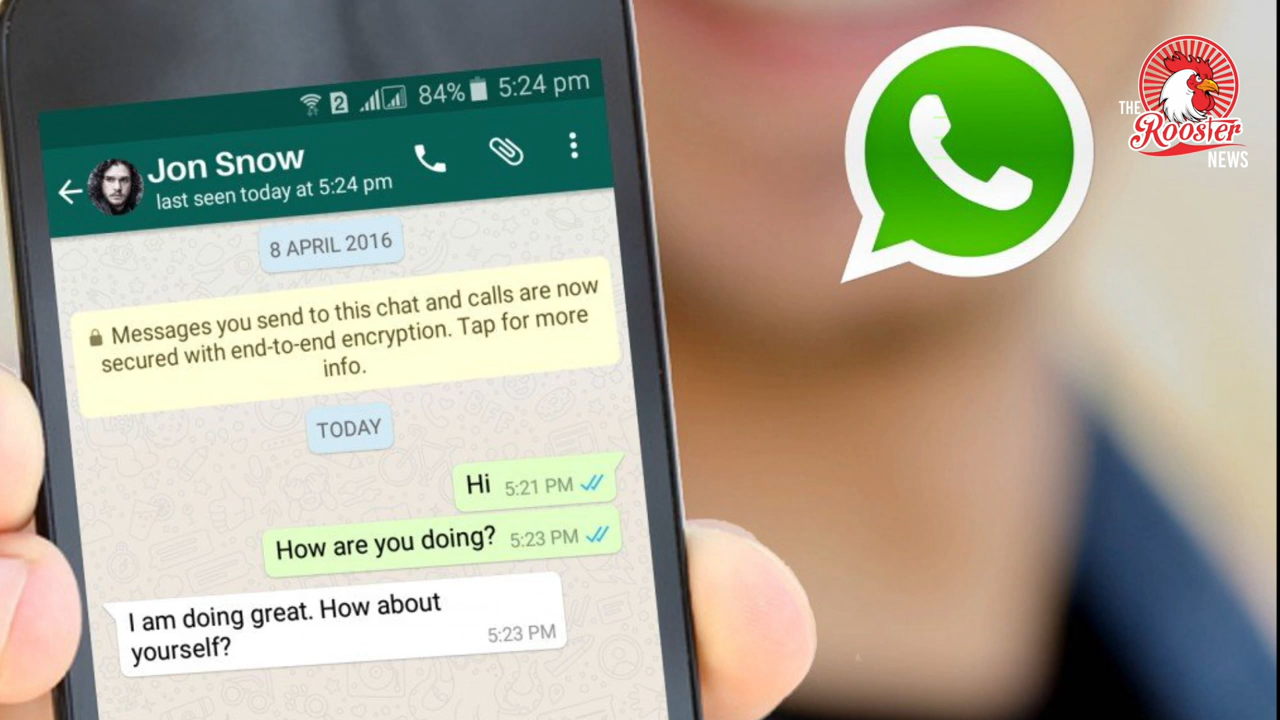 84% 5:24 pm
Jon Snow
last seen today at 5:24 pm
8 APRIL 2016
Messages you send to this chat and calls are now
secured with end-to-end encryption. Tap for more
info.
TODAY
Hi 5:21 PM
How are you doing? 5:23 PM
I am doing great. How about
yourself?
5:23 PM
2
THE
Rooster
NEWS